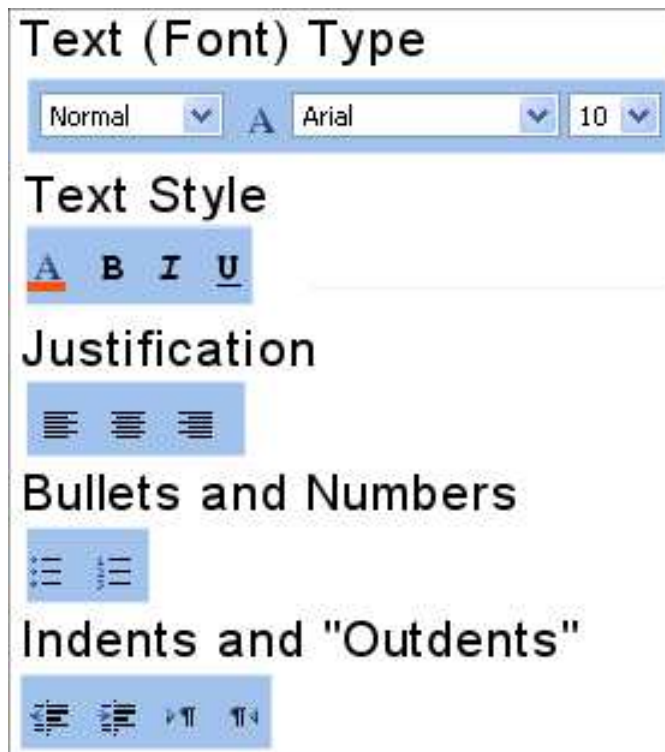 Text (Font) Type
Normal A Arial 10
Text Style
A B I U
Justification
Bullets and Numbers
Indents and "Outdents"
¶ ¶